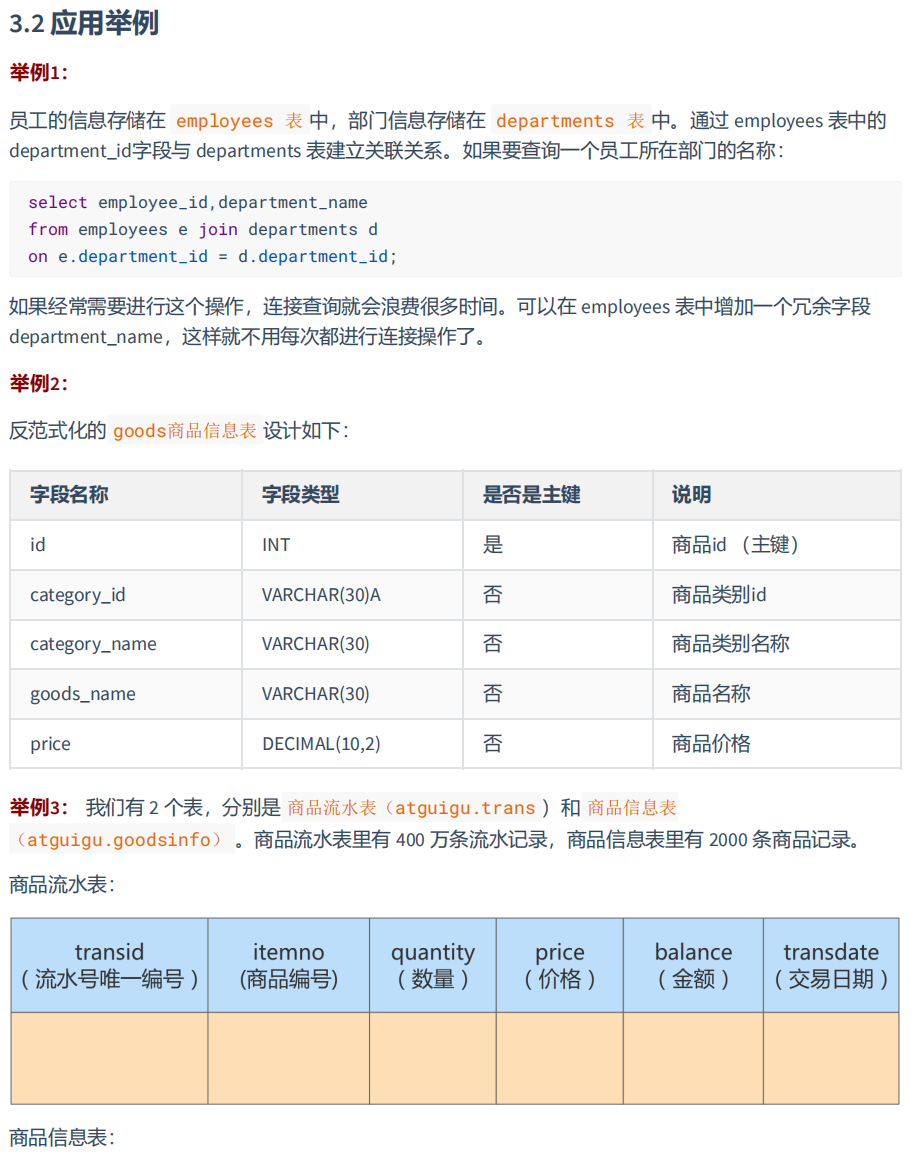 3.2 应用举例
举例1：
员工的信息存储在 employees 表 中，部门信息存储在 departments 表 中。通过 employees 表中的
department_id字段与 departments 表建立关联关系。如果要查询一个员工所在部门的名称：
select employee_id,department_name
from employees e join departments d
on e.department_id = d.department_id;
如果经常需要进行这个操作，连接查询就会浪费很多时间。可以在 employees 表中增加一个冗余字段
department_name，这样就不用每次都进行连接操作了。
举例2：
反范式化的 goods商品信息表 设计如下：
字段名称 字段类型 是否是主键 说明
id INT 是 商品id （主键）
category_id VARCHAR(30)A 否 商品类别id
category_name VARCHAR(30) 否 商品类别名称
goods_name VARCHAR(30) 否 商品名称
price DECIMAL(10,2) 否 商品价格
举例3： 我们有 2 个表，分别是 商品流水表（atguigu.trans ）和 商品信息表
（atguigu.goodsinfo） 。商品流水表里有 400 万条流水记录，商品信息表里有 2000 条商品记录。
商品流水表：
transid itemno quantity price balance transdate
（流水号唯一编号） (商品编号) （数量） （价格） （金额） （交易日期）
商品信息表：